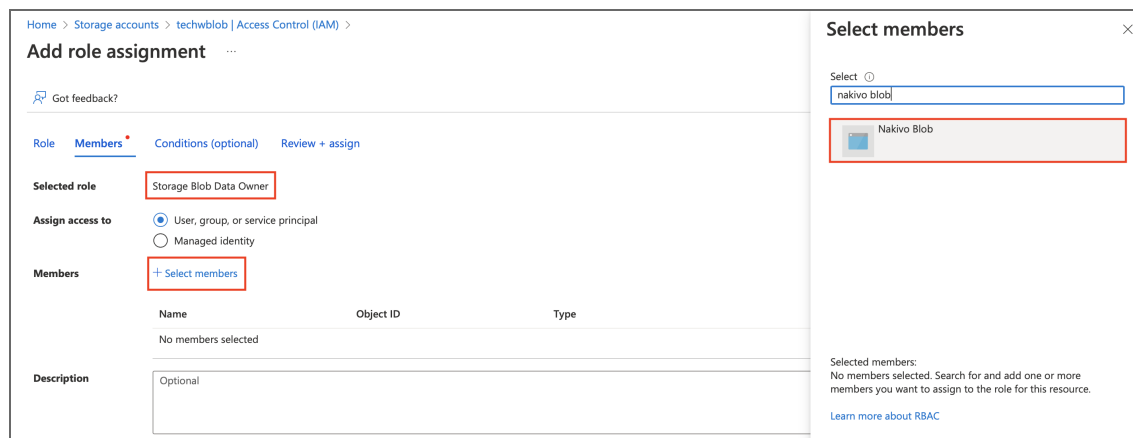 Home > Storage accounts > techwblob | Access Control (IAM) >
Add role assignment ...
Got feedback?
Role Members Conditions (optional) Review + assign
Selected role Storage Blob Data Owner
Assign access to User, group, or service principal
Managed identity
Members + Select members
Name Object ID Type
No members selected
Description Optional
Select members
Select
nakivo blob
Nakivo Blob
Selected members:
No members selected. Search for and add one or more
members you want to assign to the role for this resource.
Learn more about RBAC